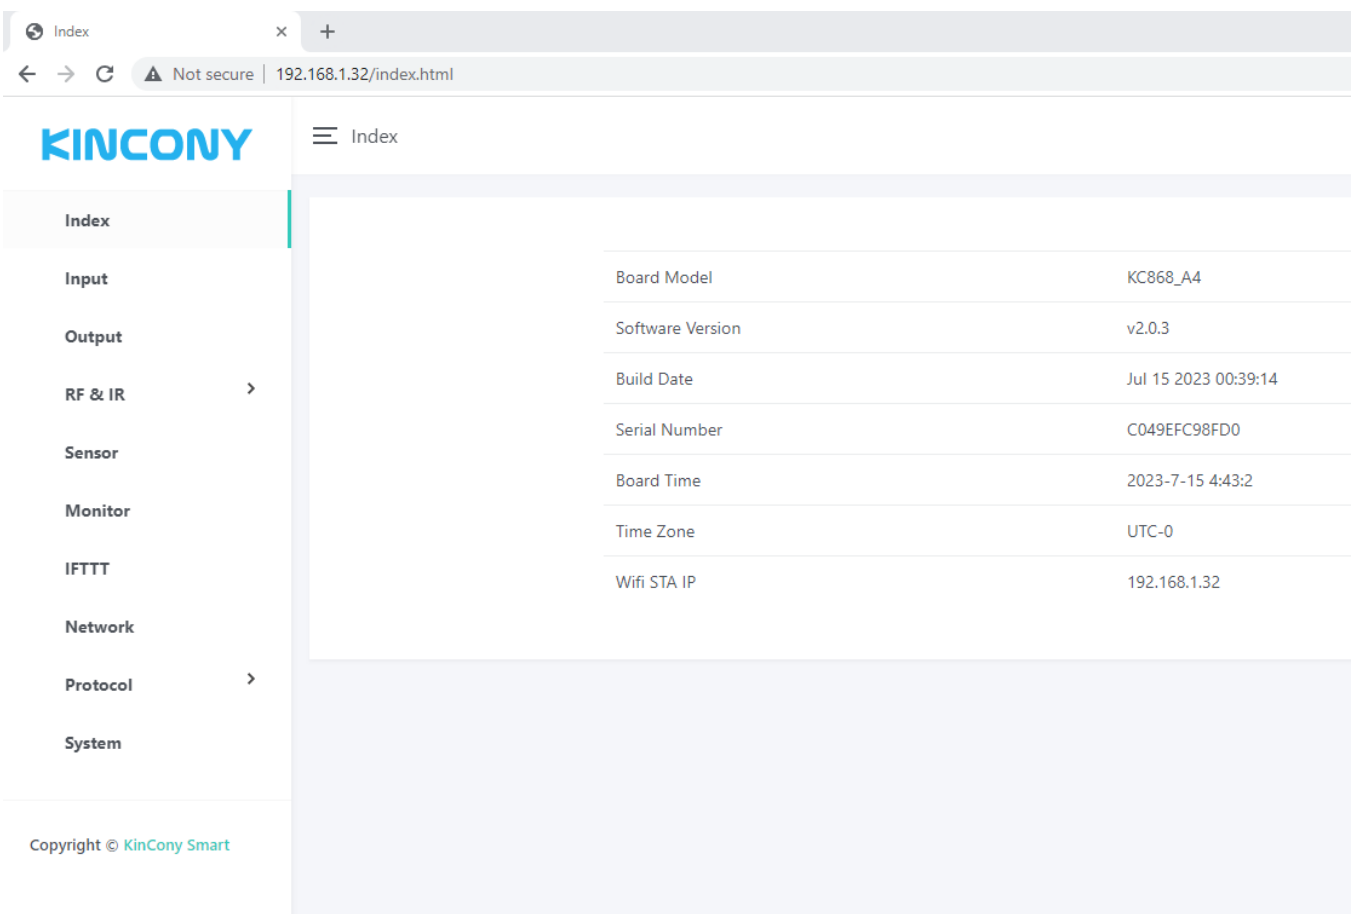 Index
Not secure
192.168.1.32/index.html
KINCONY
Index
Index
Input
Output
RF & IR
Sensor
Monitor
IFTTT
Network
Protocol
System
Copyright © KinCony Smart
Board Model KC868_A4
Software Version v2.0.3
Build Date Jul 15 2023 00:39:14
Serial Number C049EFC98FD0
Board Time 2023-7-15 4:43:2
Time Zone UTC-0
Wifi STA IP 192.168.1.32